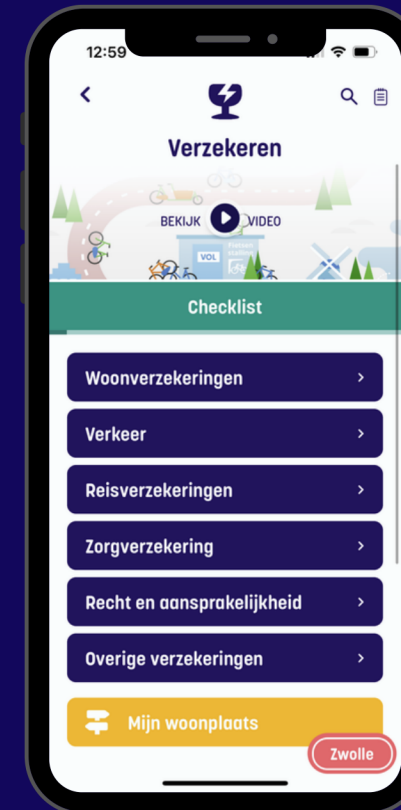 12:59
Verzekeren
BEKIJK VIDEO
VOL
Checklist
Woonverzekeringen
Verkeer
Reisverzekeringen
Zorgverzekering
Recht en aansprakelijkheid
Overige verzekeringen
Mijn woonplaats
Zwolle